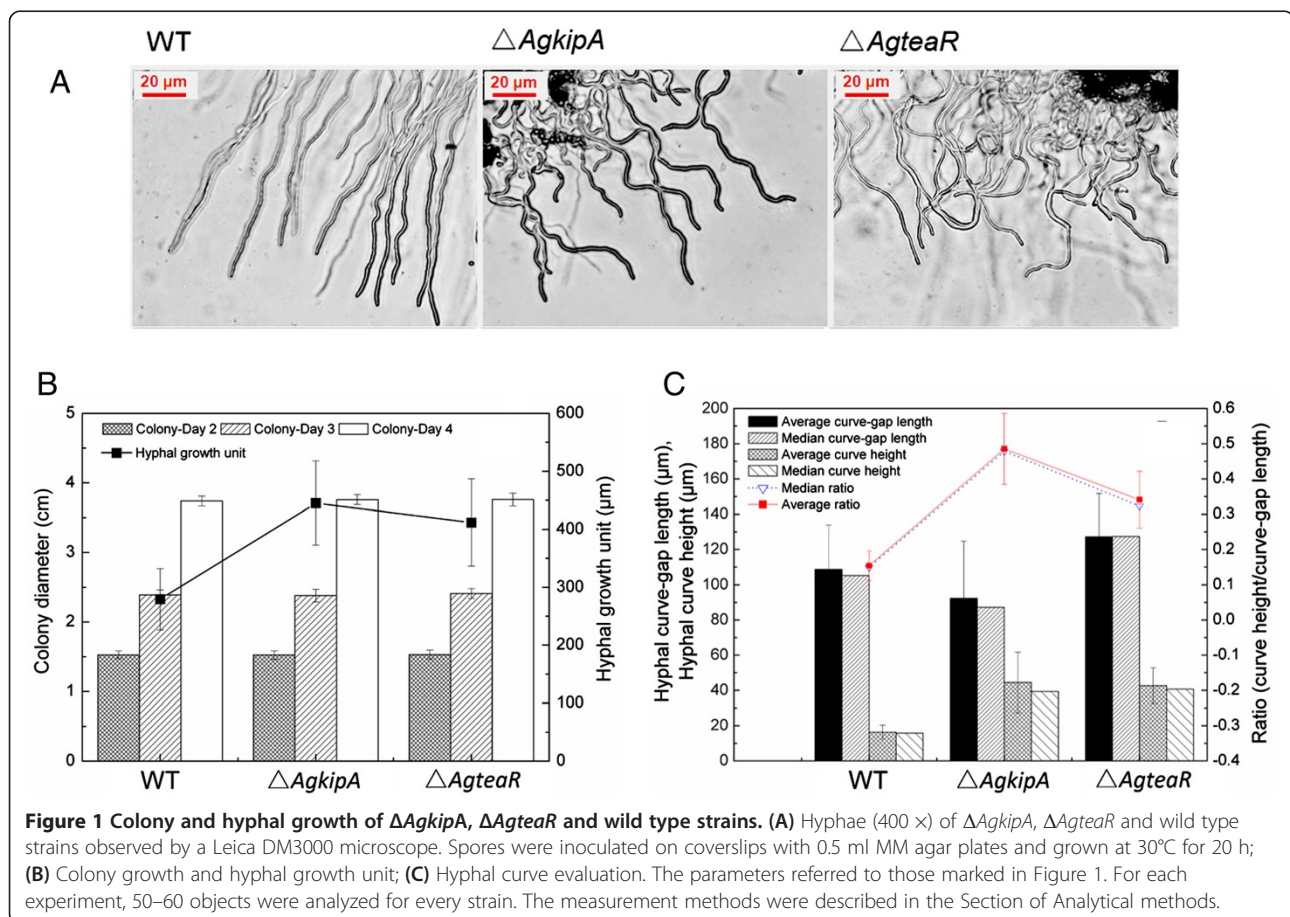 WT △AgkipA △AgteaR
A
20 µm 20 µm 20 µm
B
5
4
3
2
1
0
Colony diameter (cm)
Colony-Day 2 Colony-Day 3 Colony-Day 4
Hyphal growth unit
600
500
400
300
200
100
0
Hyphal growth unit (µm)
WT △AgkipA △AgteaR
C
200
180
160
140
120
100
80
60
40
20
0
Hyphal curve-gap length (µm),
Hyphal curve height (µm)
Average curve-gap length
Median curve-gap length
Average curve height
Median curve height
Median ratio
Average ratio
0.6
0.5
0.4
0.3
0.2
0.1
0.0
-0.1
-0.2
-0.3
-0.4
Ratio (curve height/curve-gap length)
WT △AgkipA △AgteaR
Figure 1 Colony and hyphal growth of ΔAgkipA, ΔAgteaR and wild type strains. (A) Hyphae (400 ×) of ΔAgkipA, ΔAgteaR and wild type
strains observed by a Leica DM3000 microscope. Spores were inoculated on coverslips with 0.5 ml MM agar plates and grown at 30°C for 20 h;
(B) Colony growth and hyphal growth unit; (C) Hyphal curve evaluation. The parameters referred to those marked in Figure 1. For each
experiment, 50–60 objects were analyzed for every strain. The measurement methods were described in the Section of Analytical methods.